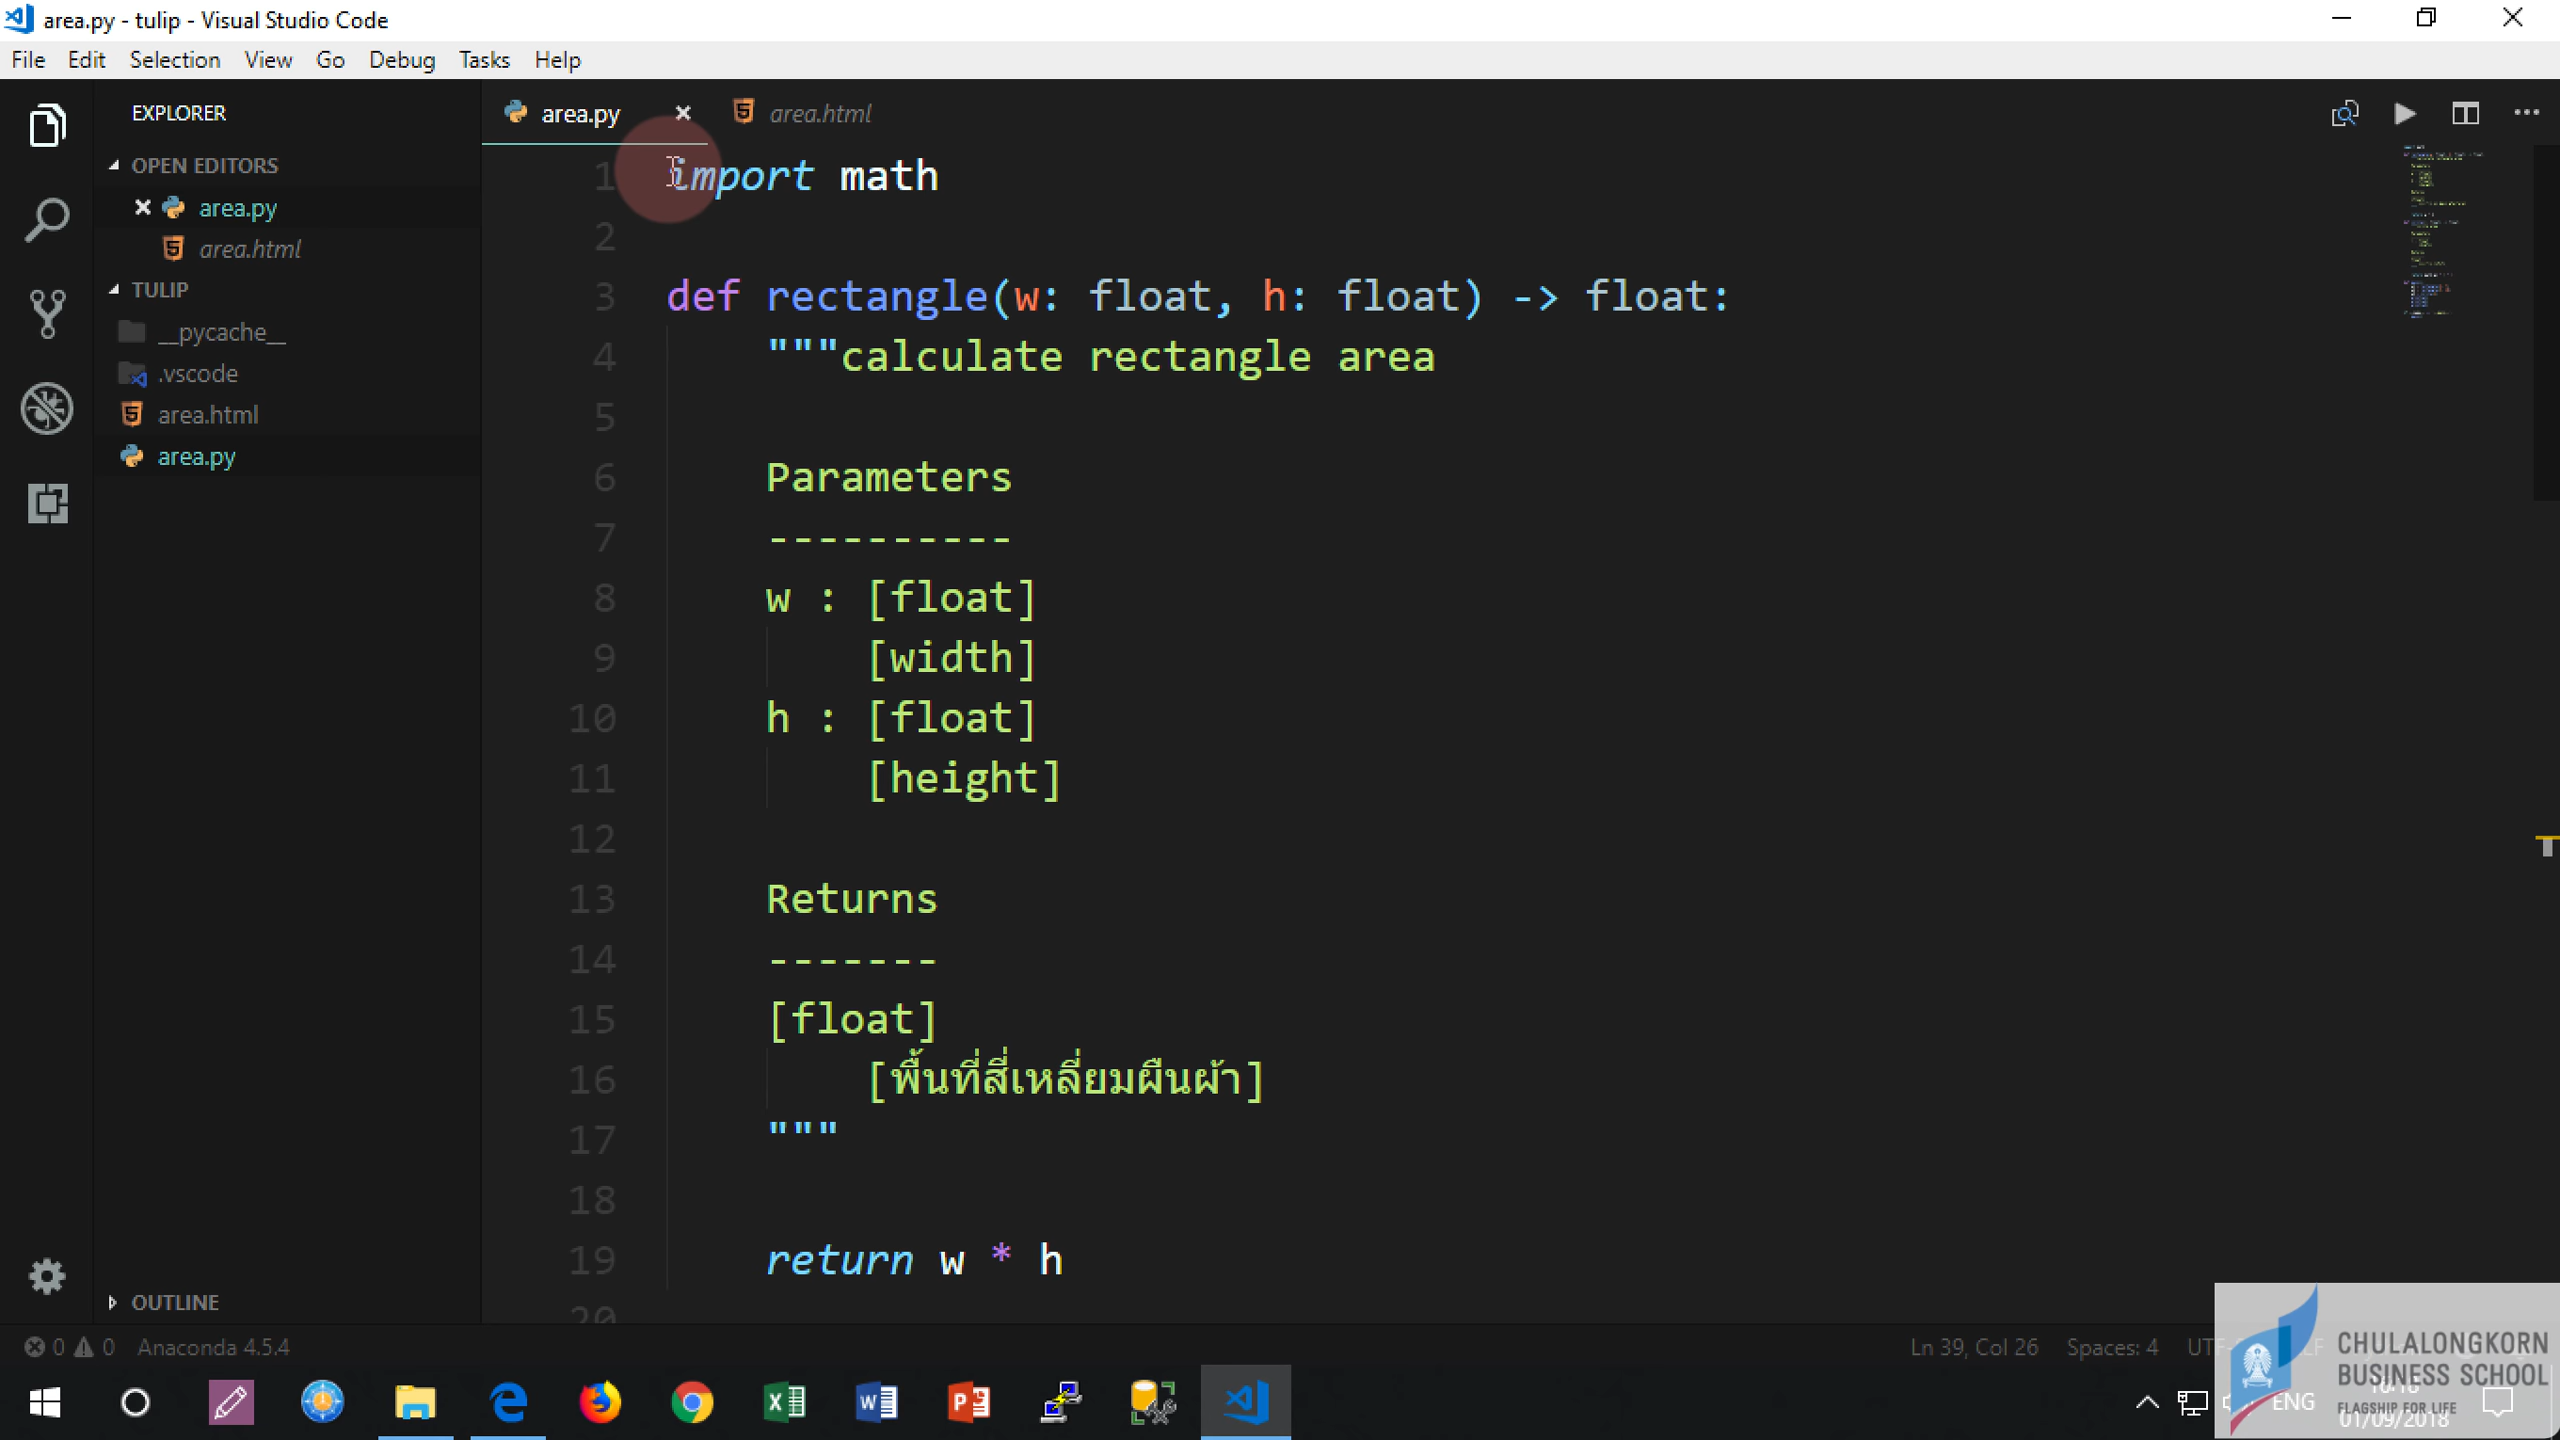 area.py - tulip - Visual Studio Code
File Edit Selection View Go Debug Tasks Help
EXPLORER
OPEN EDITORS
area.py
area.html
TULIP
__pycache__
.vscode
area.html
area.py
OUTLINE
area.py area.html
1 import math
2
3 def rectangle(w: float, h: float) -> float:
4 """calculate rectangle area
5
6 Parameters
7 ----------
8 w : [float]
9 [width]
10 h : [float]
11 [height]
12
13 Returns
14 -------
15 [float]
16 [พื้นที่สี่เหลี่ยมผืนผ้า]
17 """
18
19 return w * h
20
0 0 Anaconda 4.5.4
Ln 39, Col 26 Spaces: 4
ENG
01/09/2018
CHULALONGKORN
BUSINESS SCHOOL
FLAGSHIP FOR LIFE